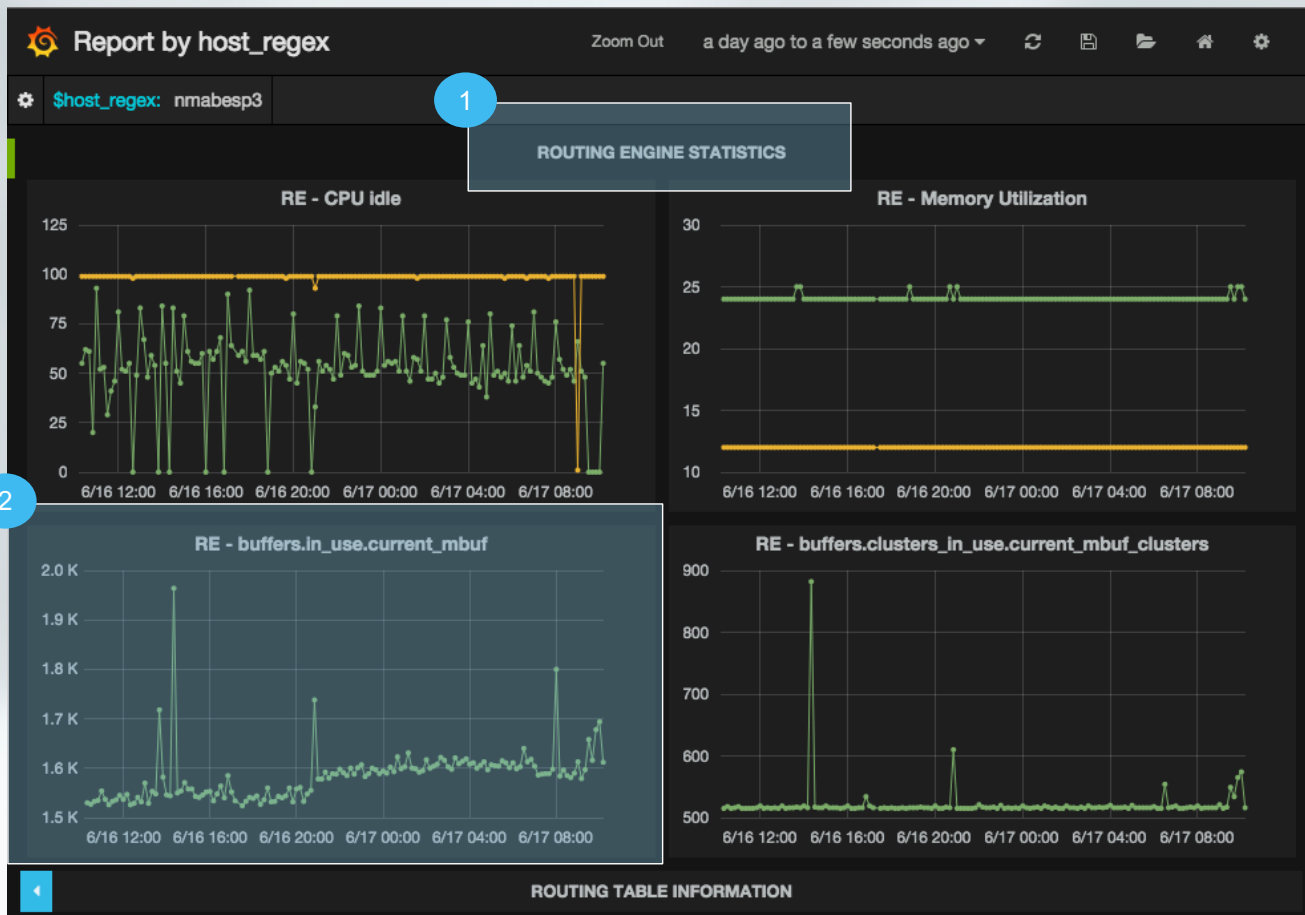 Report by host_regex
Zoom Out a day ago to a few seconds ago
$host_regex: nmabesp3
1
ROUTING ENGINE STATISTICS
RE - CPU idle
125
100
75
50
25
0
6/16 12:00 6/16 16:00 6/16 20:00 6/17 00:00 6/17 04:00 6/17 08:00
RE - Memory Utilization
30
25
20
15
10
6/16 12:00 6/16 16:00 6/16 20:00 6/17 00:00 6/17 04:00 6/17 08:00
2
RE - buffers.in_use.current_mbuf
2.0 K
1.9 K
1.8 K
1.7 K
1.6 K
1.5 K
6/16 12:00 6/16 16:00 6/16 20:00 6/17 00:00 6/17 04:00 6/17 08:00
RE - buffers.clusters_in_use.current_mbuf_clusters
900
800
700
600
500
6/16 12:00 6/16 16:00 6/16 20:00 6/17 00:00 6/17 04:00 6/17 08:00
ROUTING TABLE INFORMATION